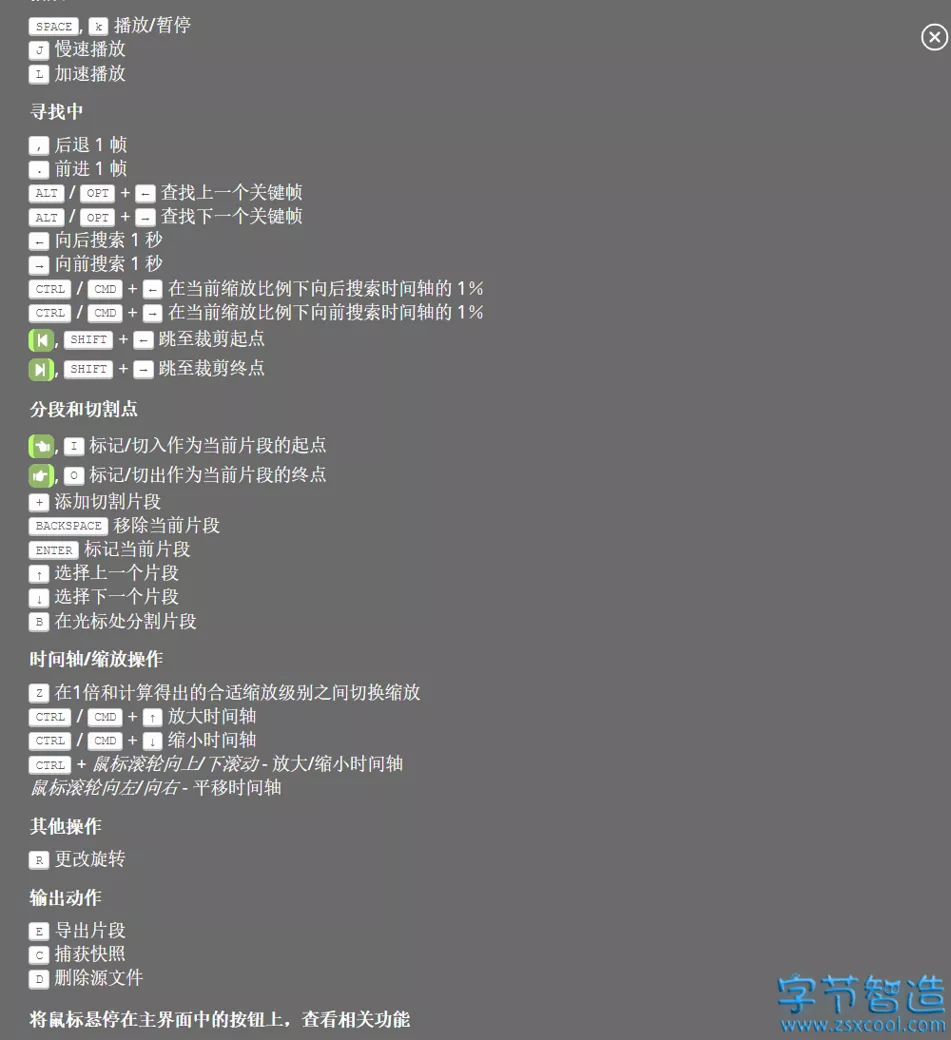 SPACE, k 播放/暂停
J 慢速播放
L 加速播放
寻找中
, 后退 1 帧
. 前进 1 帧
ALT / OPT + ← 查找上一个关键帧
ALT / OPT + → 查找下一个关键帧
← 向后搜索 1 秒
→ 向前搜索 1 秒
CTRL / CMD + ← 在当前缩放比例下向后搜索时间轴的 1%
CTRL / CMD + → 在当前缩放比例下向前搜索时间轴的 1%
, SHIFT + ← 跳至裁剪起点
, SHIFT + → 跳至裁剪终点
分段和切割点
, I 标记/切入作为当前片段的起点
, O 标记/切出作为当前片段的终点
+ 添加切割片段
BACKSPACE 移除当前片段
ENTER 标记当前片段
↑ 选择上一个片段
↓ 选择下一个片段
B 在光标处分割片段
时间轴/缩放操作
Z 在1倍和计算得出的合适缩放级别之间切换缩放
CTRL / CMD + ↑ 放大时间轴
CTRL / CMD + ↓ 缩小时间轴
CTRL + 鼠标滚轮向上/下滚动 - 放大/缩小时间轴
鼠标滚轮向左/向右 - 平移时间轴
其他操作
R 更改旋转
输出动作
E 导出片段
C 捕获快照
D 删除源文件
将鼠标悬停在主界面中的按钮上，查看相关功能
字节智造
www.zsxcool.com